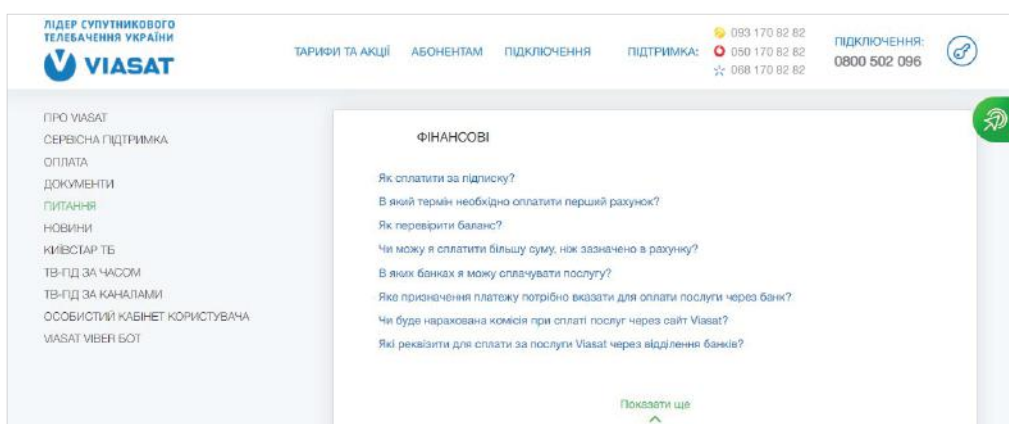 ЛІДЕР СУПУТНИКОВОГО
ТЕЛЕБАЧЕННЯ УКРАЇНИ
VIASAT
ТАРИФИ ТА АКЦІЇ
АБОНЕНТАМ
ПІДКЛЮЧЕННЯ
ПІДТРИМКА:
093 170 82 82
050 170 82 82
068 170 82 82
ПІДКЛЮЧЕННЯ:
0800 502 096
ПРО VIASAT
СЕРВІСНА ПІДТРИМКА
ОПЛАТА
ДОКУМЕНТИ
ПИТАННЯ
НОВИНИ
КИЇВСТАР ТБ
ТВ-ГІД ЗА ЧАСОМ
ТВ-ГІД ЗА КАНАЛАМИ
ОСОБИСТИЙ КАБІНЕТ КОРИСТУВАЧА
VIASAT VIBER БОТ
ФІНАНСОВІ
Як сплатити за підписку?
В який термін необхідно оплатити перший рахунок?
Як перевірити баланс?
Чи можу я сплатити більшу суму, ніж зазначено в рахунку?
В яких банках я можу сплачувати послугу?
Яке призначення платежу потрібно вказати для оплати послуги через банк?
Чи буде нарахована комісія при сплаті послуг через сайт Viasat?
Які реквізити для сплати за послуги Viasat через відділення банків?
Показати ще